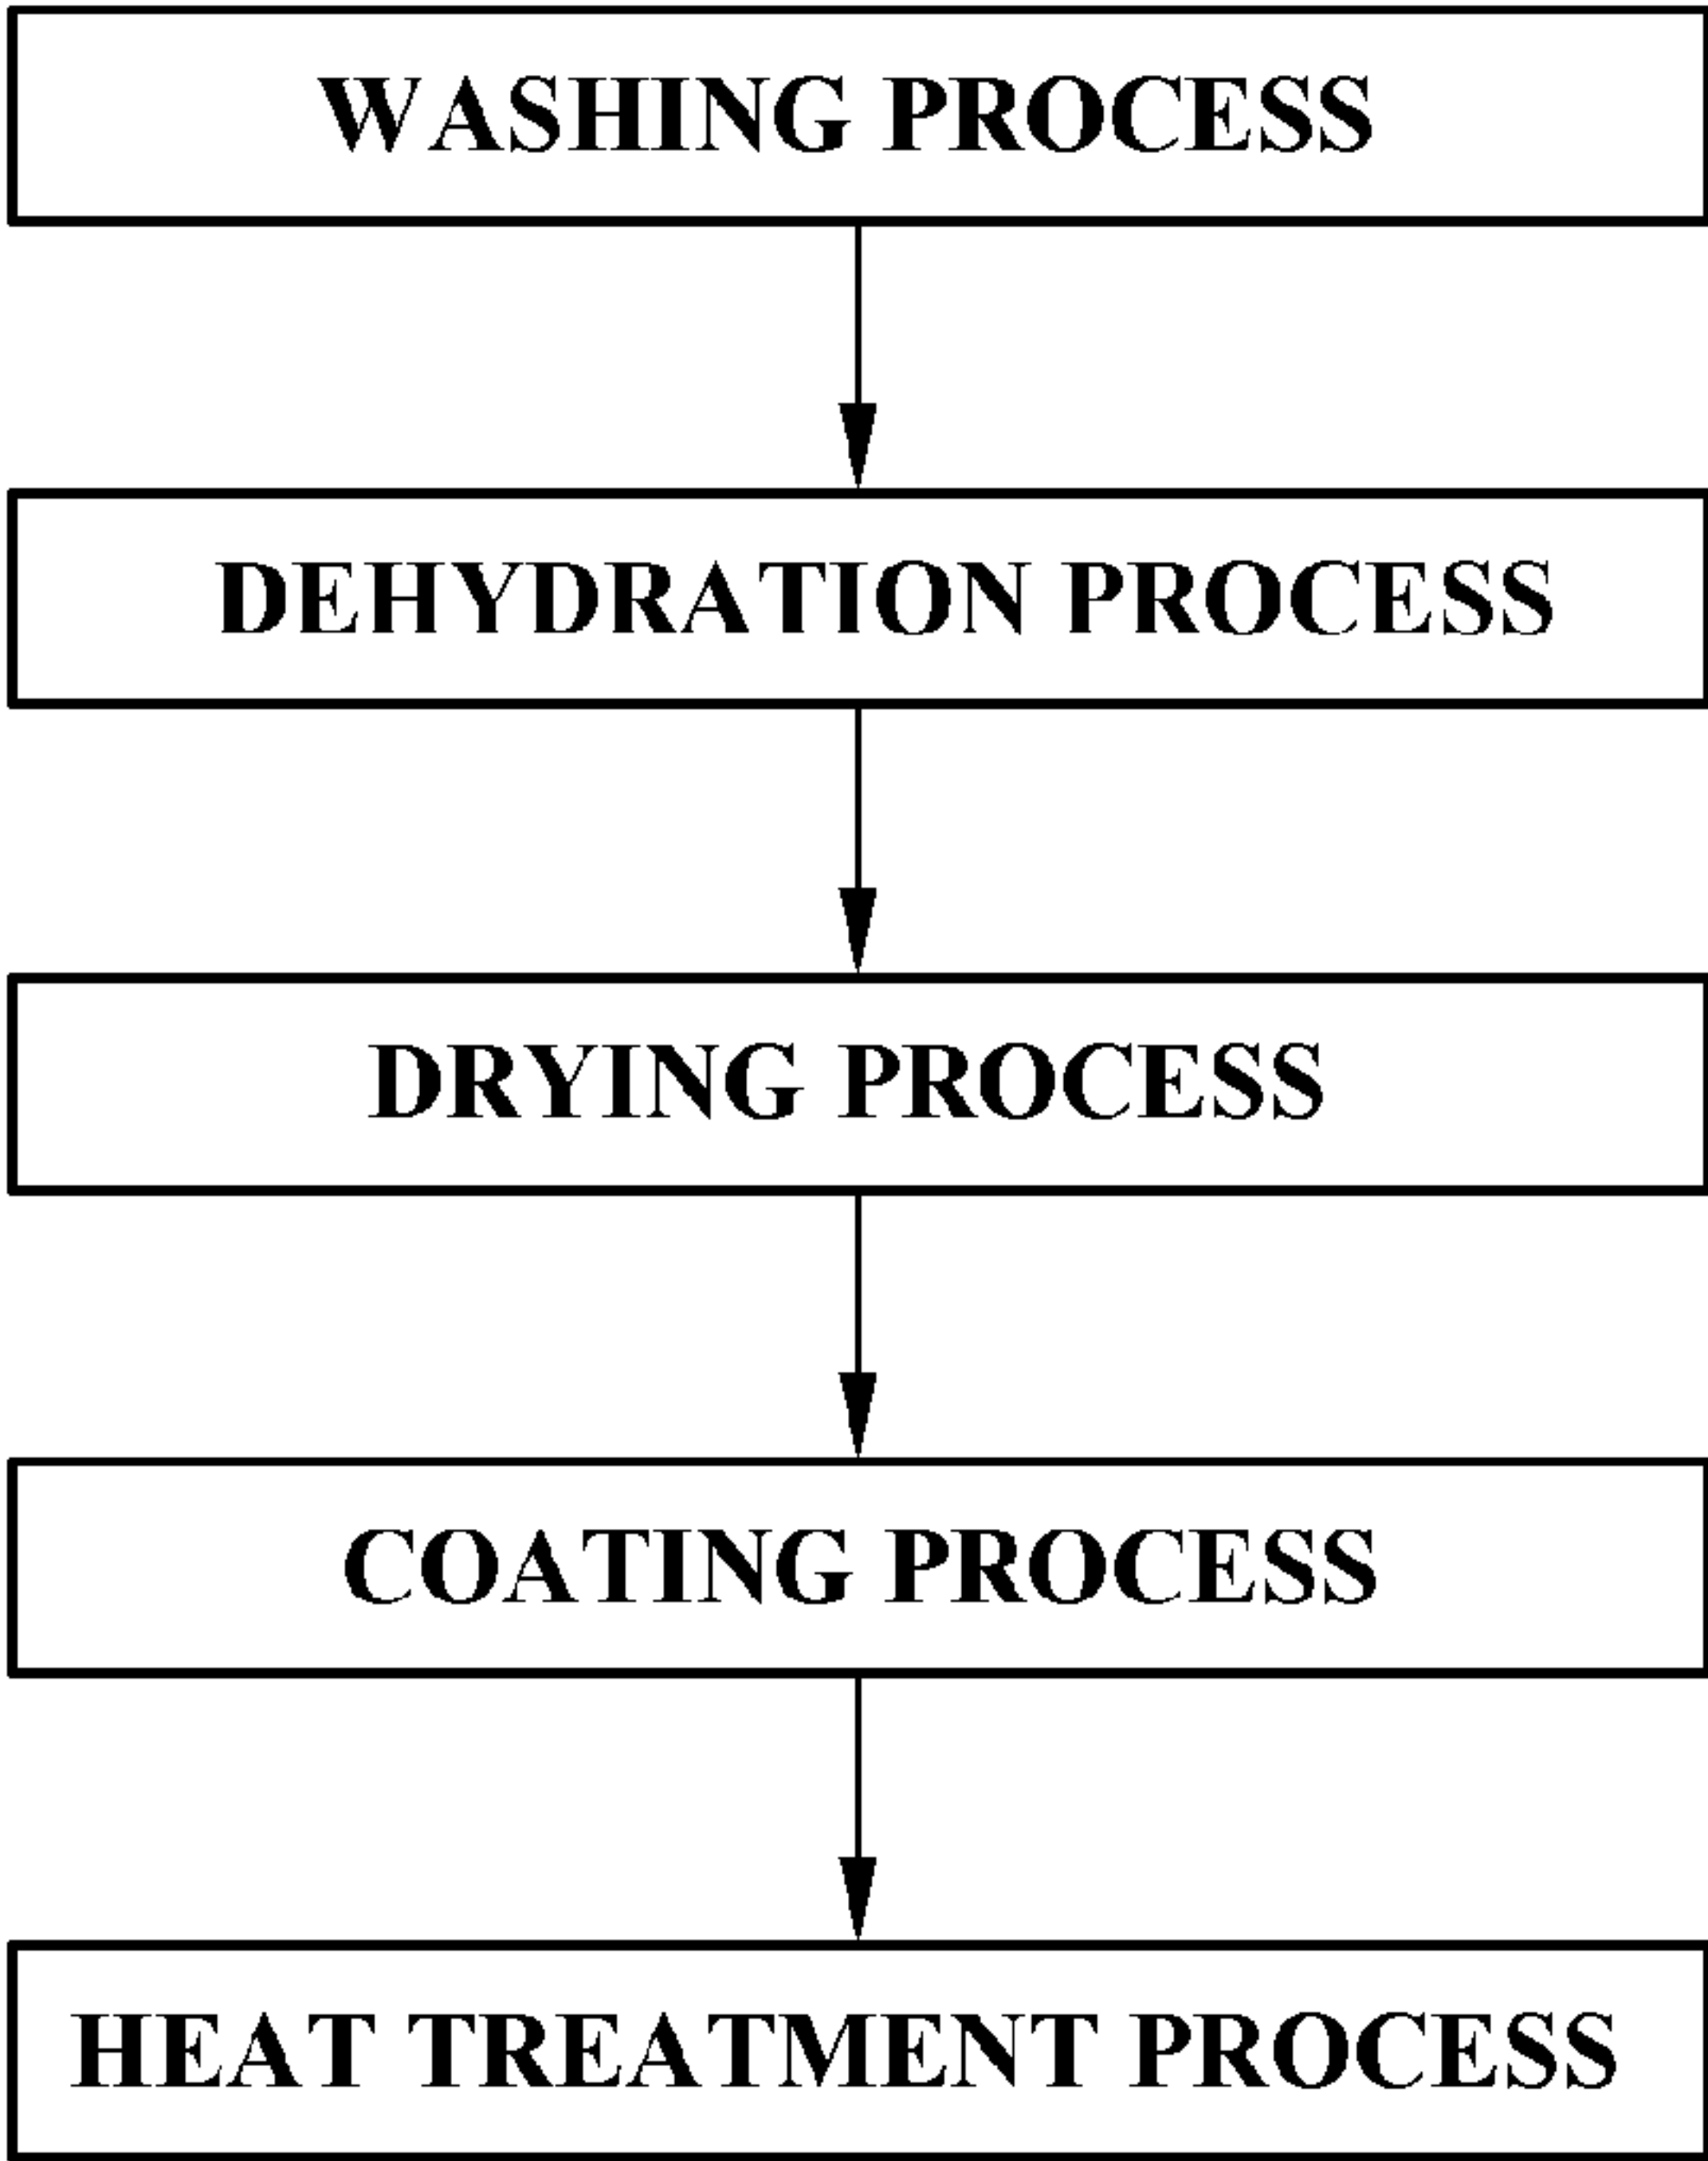 WASHING PROCESS
DEHYDRATION PROCESS
DRYING PROCESS
COATING PROCESS
HEAT TREATMENT PROCESS